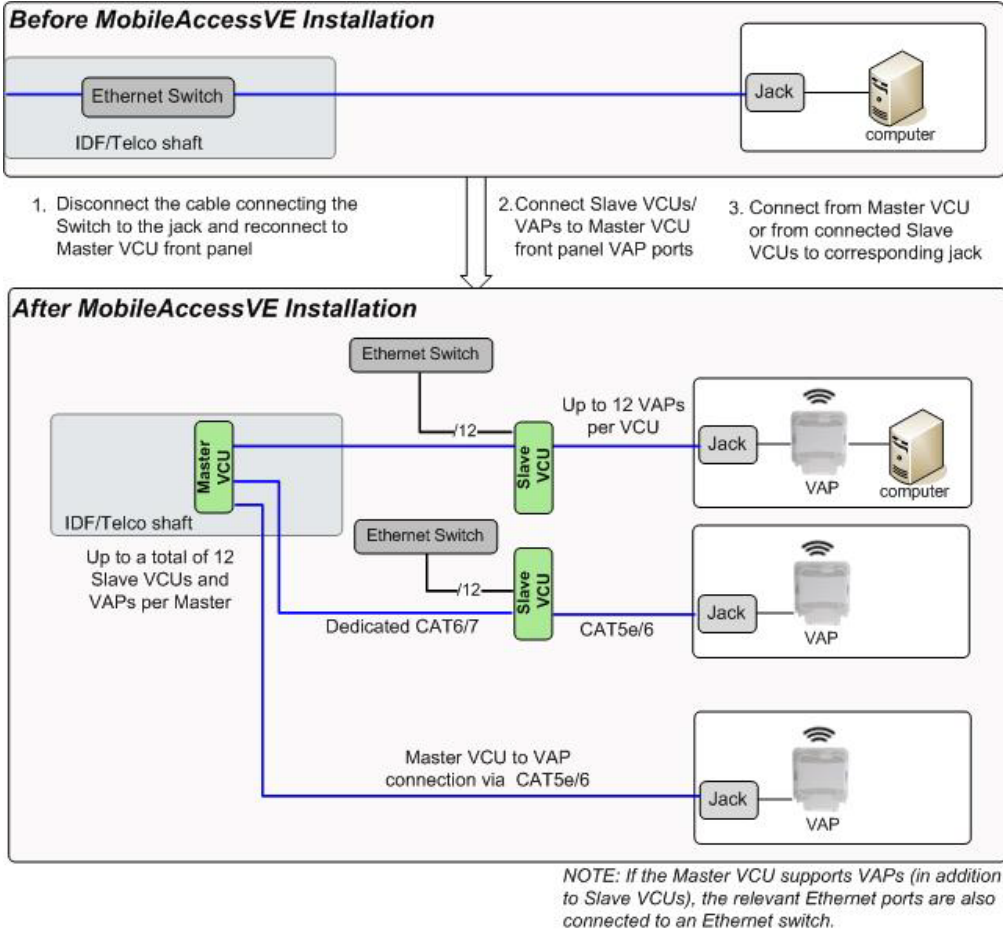 Before MobileAccessVE Installation
Ethernet Switch
IDF/Telco shaft
Jack
computer
1. Disconnect the cable connecting the
Switch to the jack and reconnect to
Master VCU front panel
2. Connect Slave VCUs/
VAPs to Master VCU
front panel VAP ports
3. Connect from Master VCU
or from connected Slave
VCUs to corresponding jack
After MobileAccessVE Installation
Ethernet Switch
/12
Up to 12 VAPs
per VCU
Master
VCU
Slave
VCU
Jack
VAP
computer
IDF/Telco shaft
Up to a total of 12
Slave VCUs and
VAPs per Master
Ethernet Switch
/12
Slave
VCU
Dedicated CAT6/7
CAT5e/6
Jack
VAP
Master VCU to VAP
connection via CAT5e/6
Jack
VAP
NOTE: If the Master VCU supports VAPs (in addition
to Slave VCUs), the relevant Ethernet ports are also
connected to an Ethernet switch.